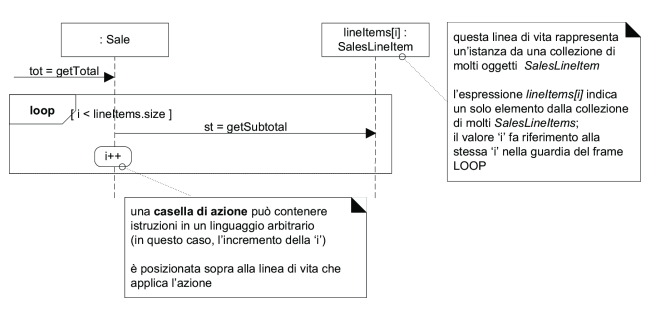 : Sale
lineItems[i] :
SalesLineItem
tot = getTotal
loop
[ i < lineItems.size ]
st = getSubtotal
i++
questa linea di vita rappresenta
un'istanza da una collezione di
molti oggetti SalesLineItem
l'espressione lineItems[i] indica
un solo elemento dalla collezione
di molti SalesLineItems;
il valore 'i' fa riferimento alla
stessa 'i' nella guardia del frame
LOOP
una casella di azione può contenere
istruzioni in un linguaggio arbitrario
(in questo caso, l'incremento della 'i')
è posizionata sopra alla linea di vita che
applica l'azione